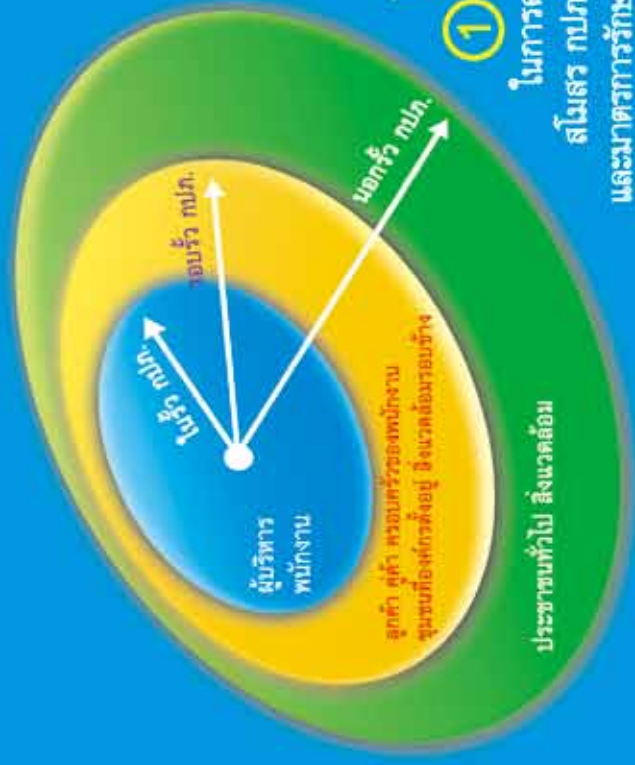 ในรั้ว กปภ.
รอบรั้ว กปภ.
นอกรั้ว กปภ.
ผู้บริหาร
พนักงาน
ลูกค้า คู่ค้า ครอบครัวของพนักงาน
ชุมชนที่องค์กรตั้งอยู่ สิ่งแวดล้อมรอบข้าง
ประชาชนทั่วไป สิ่งแวดล้อม
1
สโมสร กปภ.